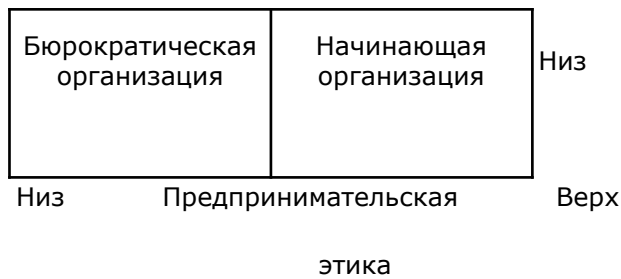 Бюрократическая
организация
Начинающая
организация
Низ
Низ Предпринимательская Верх
этика